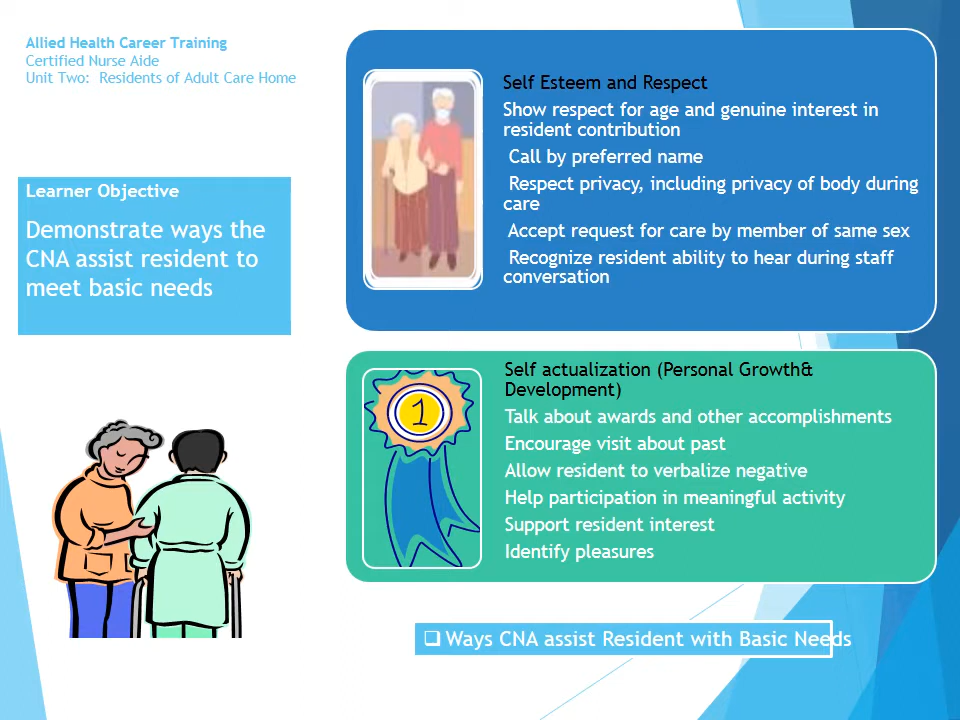 Allied Health Career Training
Certified Nurse Aide
Unit Two: Residents of Adult Care Home
Learner Objective
Demonstrate ways the
CNA assist resident to
meet basic needs
Self Esteem and Respect
Show respect for age and genuine interest in
resident contribution
Call by preferred name
Respect privacy, including privacy of body during
care
Accept request for care by member of same sex
Recognize resident ability to hear during staff
conversation
1
Self actualization (Personal Growth&
Development)
Talk about awards and other accomplishments
Encourage visit about past
Allow resident to verbalize negative
Help participation in meaningful activity
Support resident interest
Identify pleasures
❑ Ways CNA assist Resident with Basic Needs